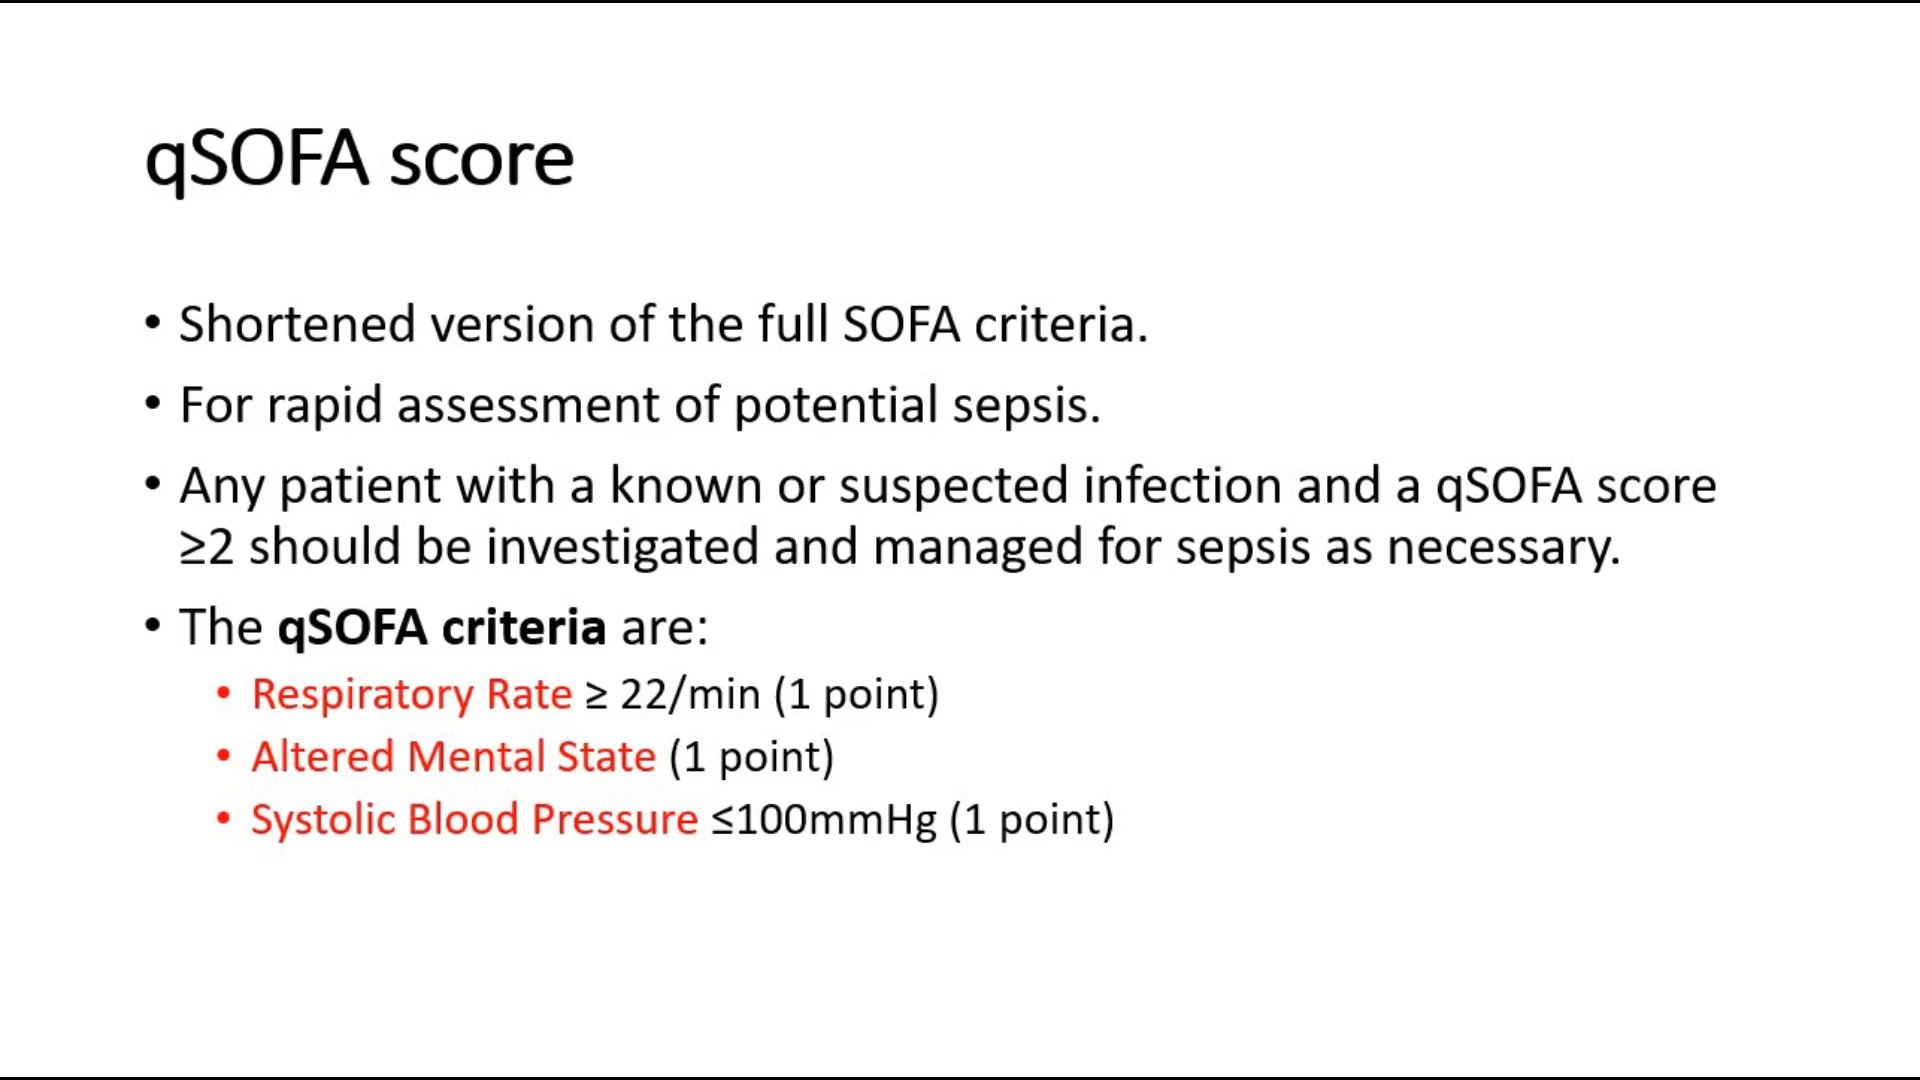 qSOFA score
• Shortened version of the full SOFA criteria.
• For rapid assessment of potential sepsis.
• Any patient with a known or suspected infection and a qSOFA score
≥2 should be investigated and managed for sepsis as necessary.
• The qSOFA criteria are:
• Respiratory Rate ≥ 22/min (1 point)
• Altered Mental State (1 point)
• Systolic Blood Pressure ≤100mmHg (1 point)